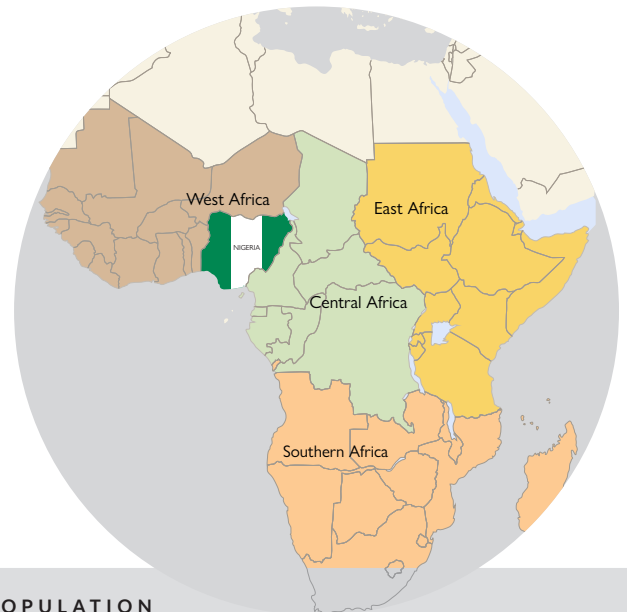 West Africa
East Africa
NIGERIA
Central Africa
Southern Africa
OPULATION